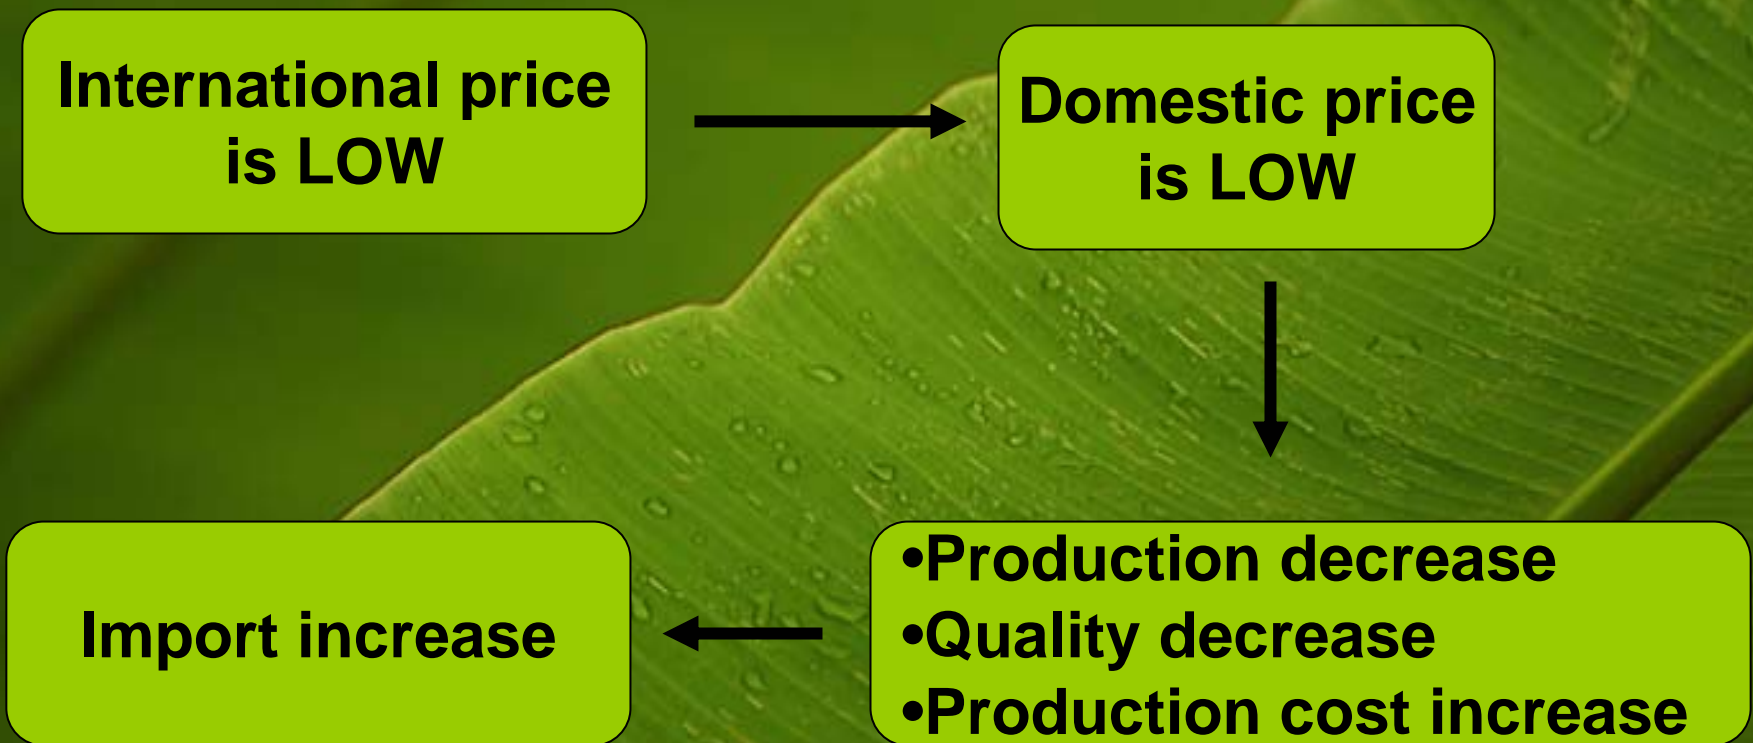 International price
is LOW
Domestic price
is LOW
•Production decrease
•Quality decrease
•Production cost increase
Import increase